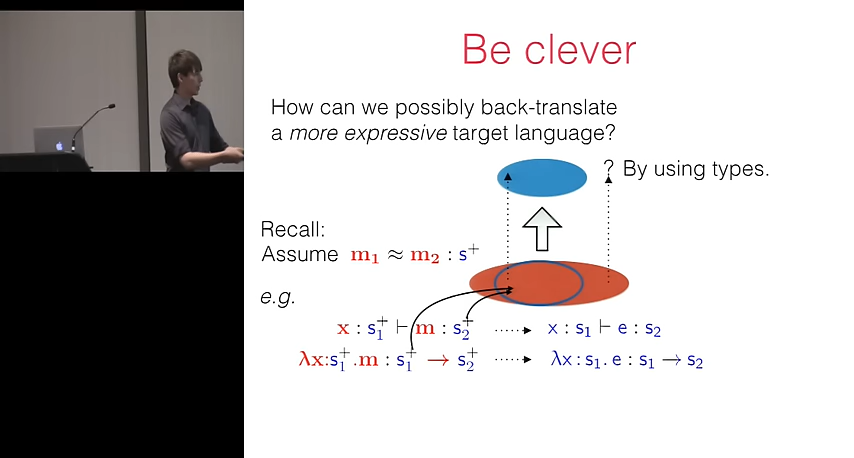 Be clever
How can we possibly back-translate
a more expressive target language?
? By using types.
Recall:
Assume m₁ ≈ m₂ : s⁺
e.g.
x : s₁⁺ ⊢ m : s₂⁺ x : s₁ ⊢ e : s₂
λx:s₁⁺.m : s₁⁺ → s₂⁺ λx : s₁. e : s₁ → s₂